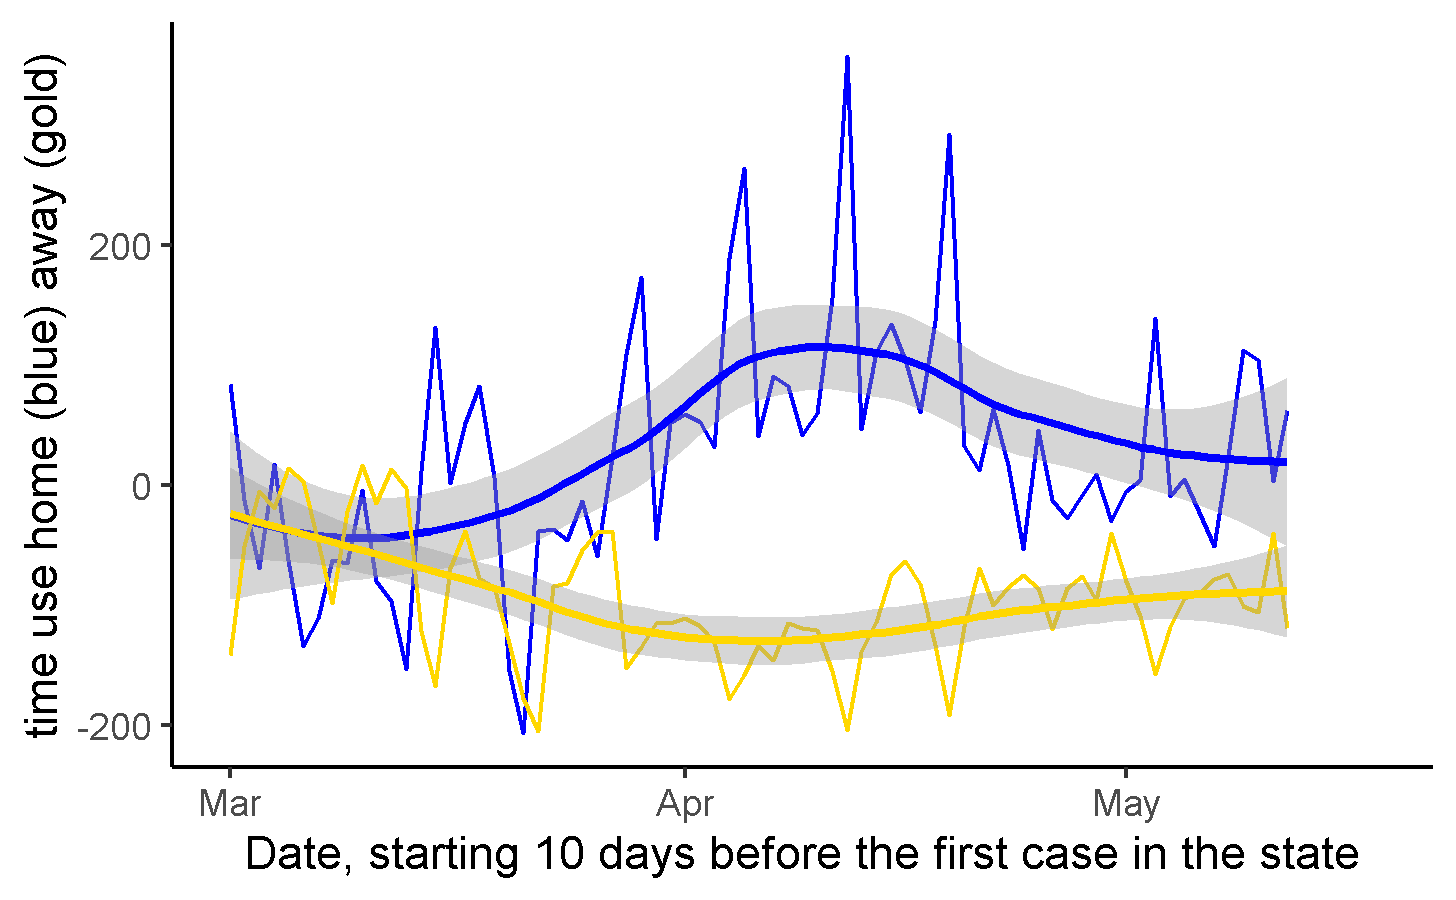 time use home (blue) away (gold)
200
0
-200
Mar
Apr
May
Date, starting 10 days before the first case in the state